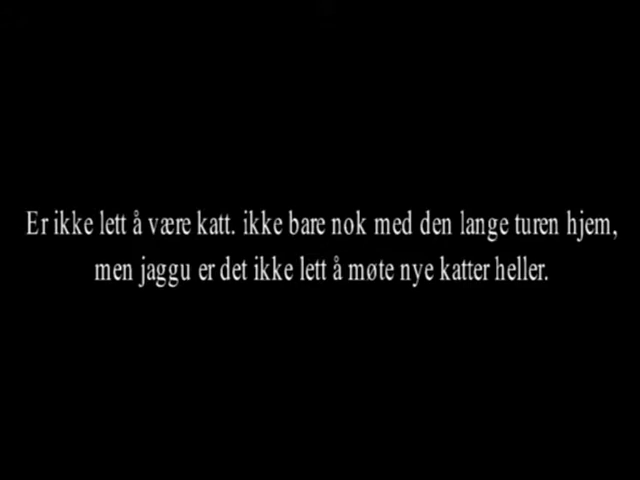 Er ikke lett å være katt. ikke bare nok med den lange turen hjem,
men jaggu er det ikke lett å møte nye katter heller.